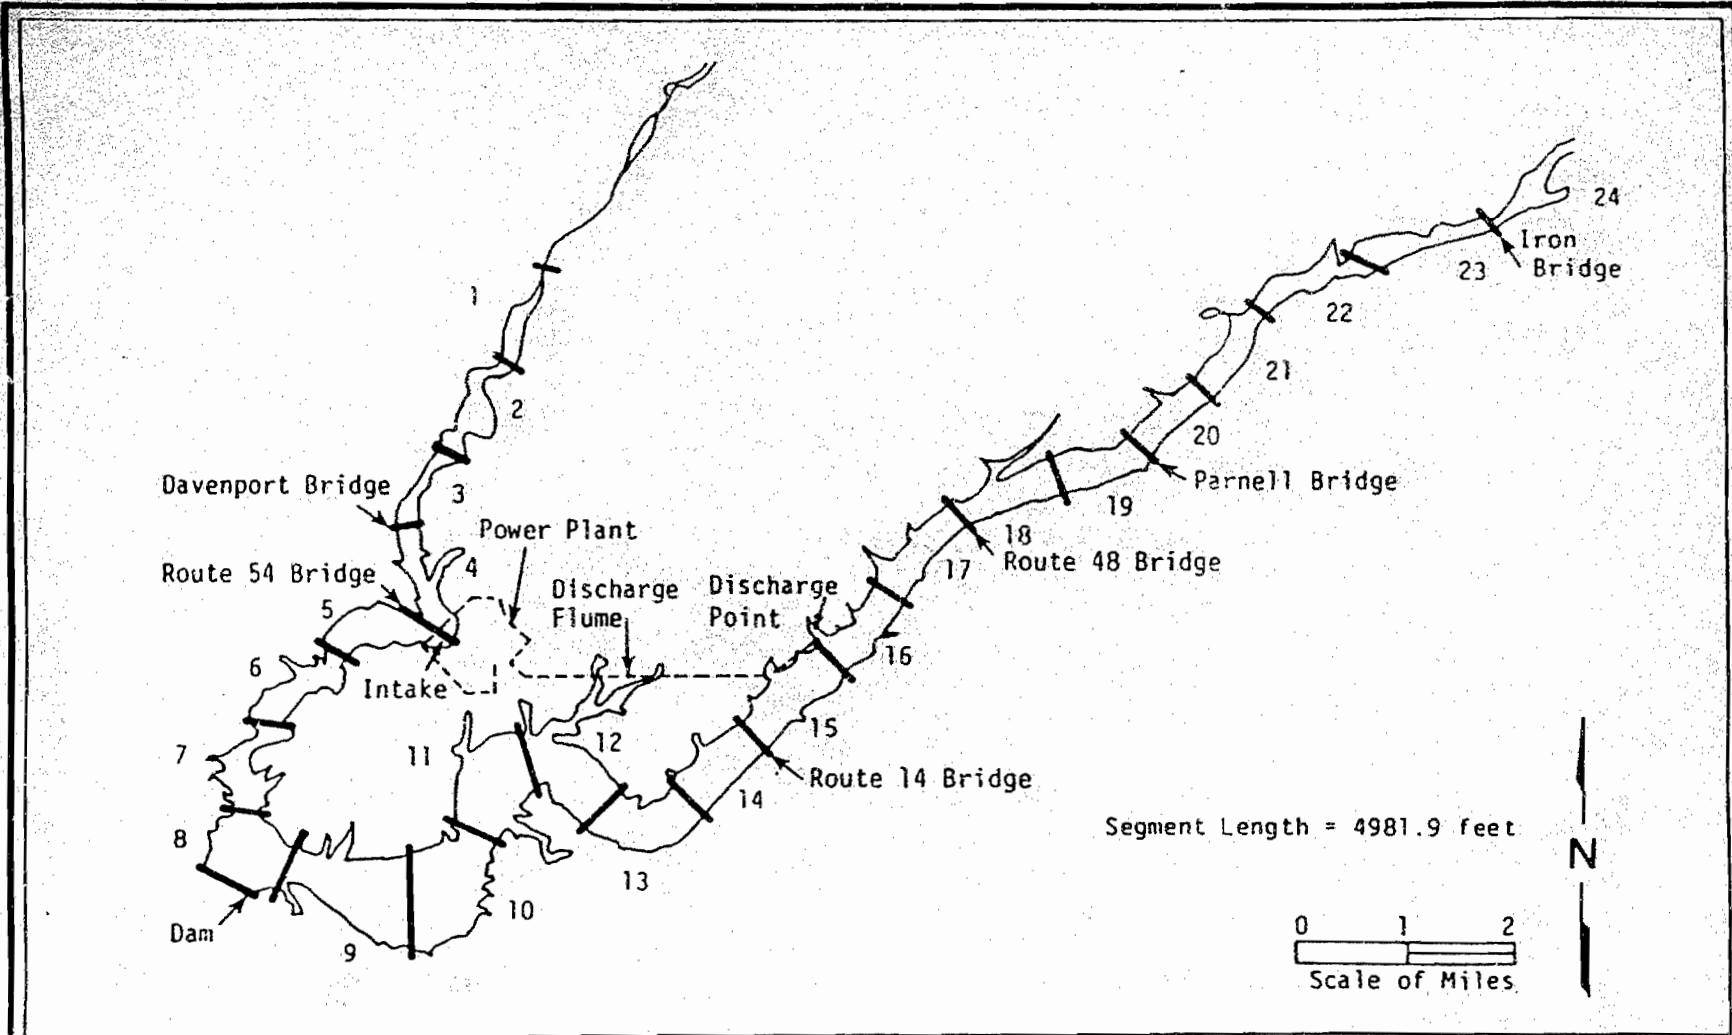 24
Iron
Bridge
23
1
22
21
2
20
Davenport Bridge
3
Parnell Bridge
19
Power Plant
18
Route 48 Bridge
17
4
Route 54 Bridge
Discharge
Flume
Discharge
Point
5
16
6
Intake
15
12
11
7
Route 14 Bridge
14
Segment Length = 4981.9 feet
8
N
13
10
Dam
9
0 1 2
Scale of Miles